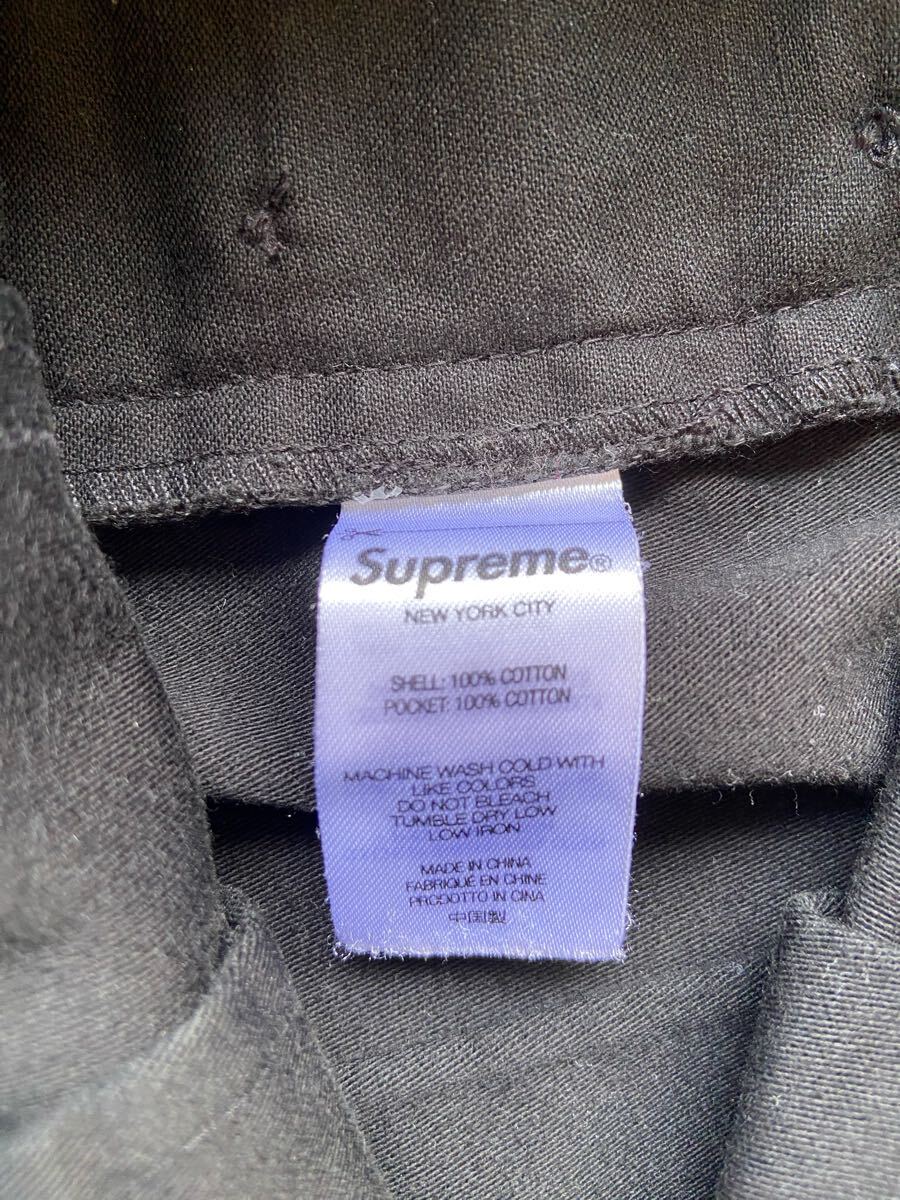 Supreme®
NEW YORK CITY
SHELL: 100% COTTON
POCKET: 100% COTTON
MACHINE WASH COLD WITH
LIKE COLORS
DO NOT BLEACH
TUMBLE DRY LOW
LOW IRON
MADE IN CHINA
FABRIQUÉ EN CHINE
PRODOTTO IN CINA
中国製